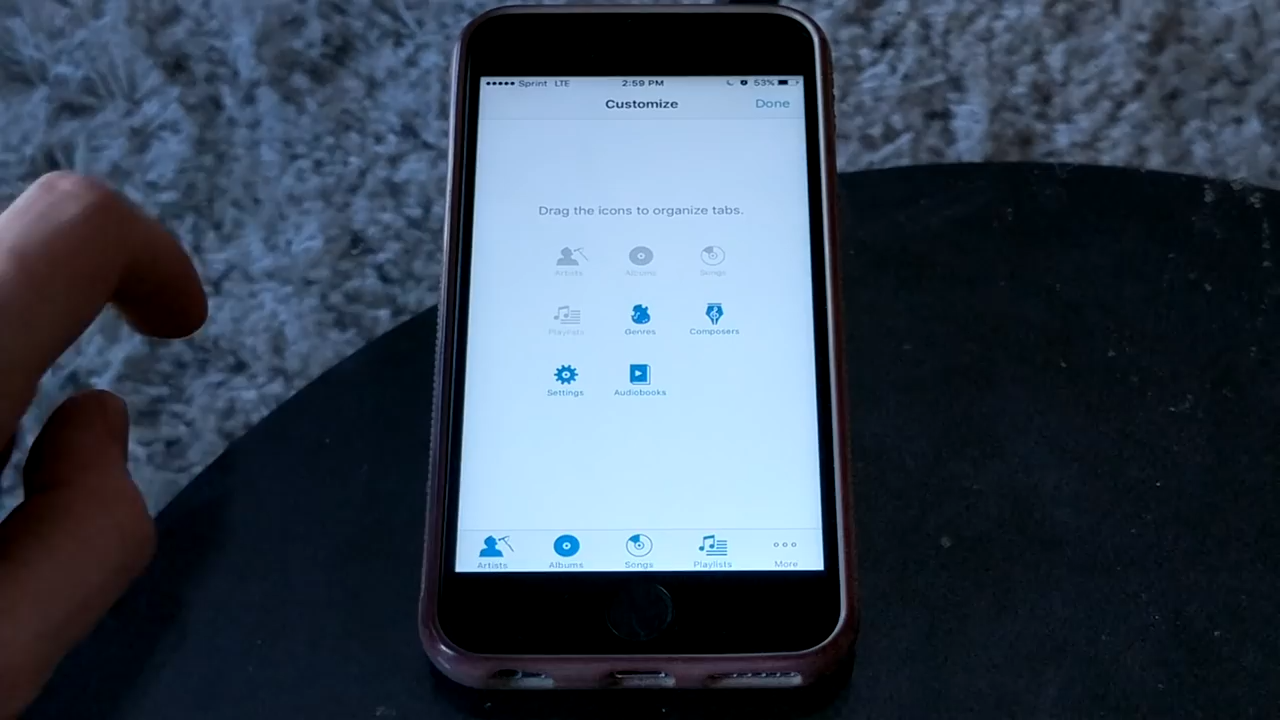 Sprint LTE 2:59 PM 53%
Customize Done
Drag the icons to organize tabs.
Artists Albums Songs
Playlists Genres Composers
Settings Audiobooks
Artists Albums Songs Playlists More